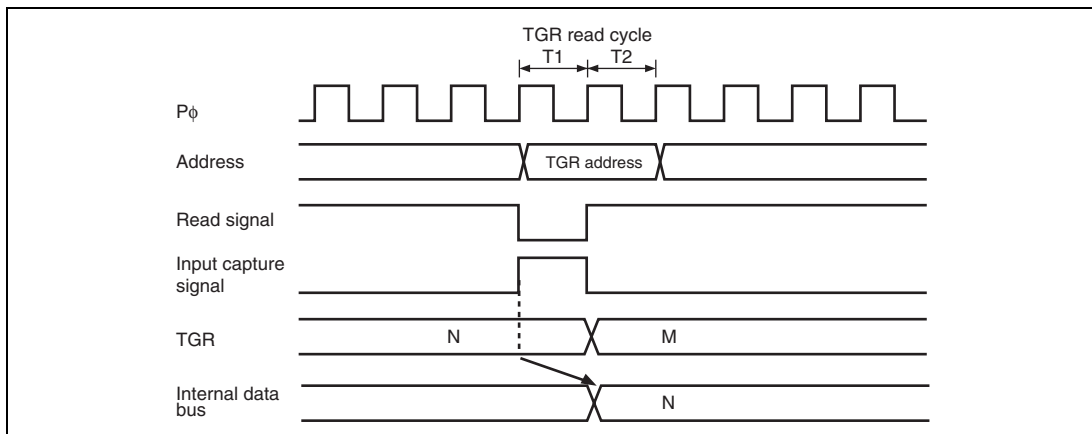 TGR read cycle
T1 T2
Pϕ
Address
TGR address
Read signal
Input capture
signal
TGR
N M
Internal data
bus
N